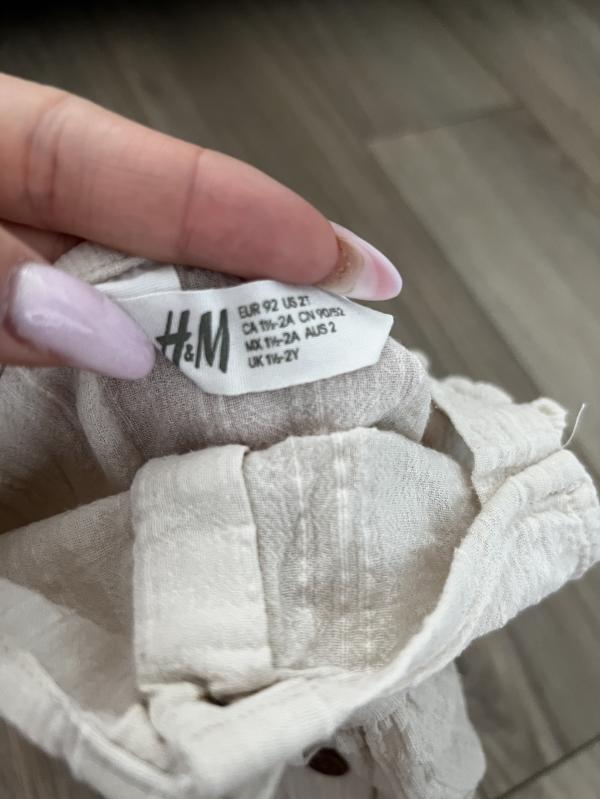 H&M
EUR 92 US 2T
CA 1½-2A CN 90/52
MX 1½-2A AUS 2
UK 1½-2Y